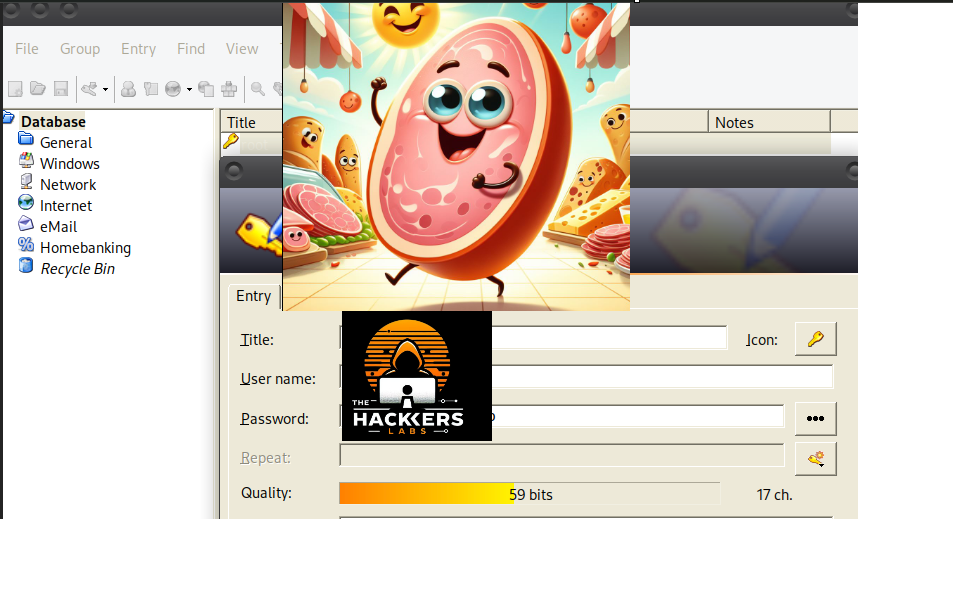 File Group Entry Find View
Database
General
Windows
Network
Internet
eMail
Homebanking
Recycle Bin
Title Notes
Entry
Title: Icon:
User name:
Password:
THE
HACKKERS
LABS
Repeat:
Quality: 59 bits 17 ch.